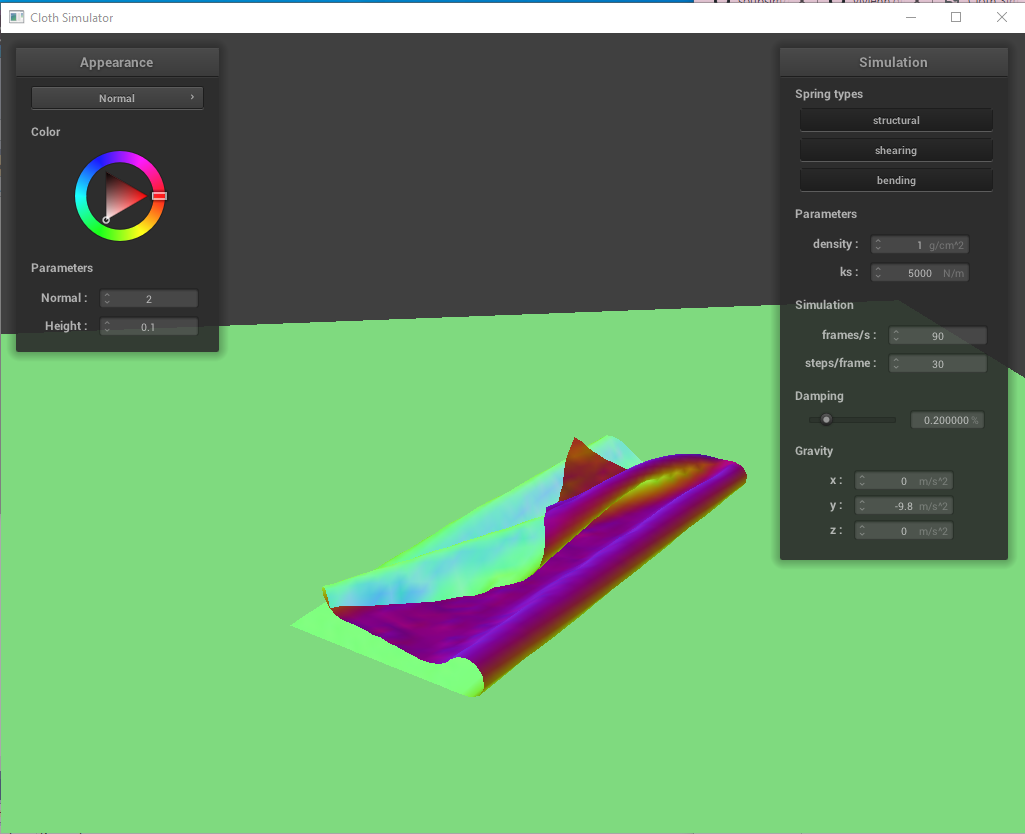 Cloth Simulator
Appearance
Normal
Color
Parameters
Normal : 2
Height : 0.1
Simulation
Spring types
structural
shearing
bending
Parameters
density : 1 g/cm^2
ks : 5000 N/m
Simulation
frames/s : 90
steps/frame : 30
Damping
0.200000 %
Gravity
x : 0 m/s^2
y : -9.8 m/s^2
z : 0 m/s^2